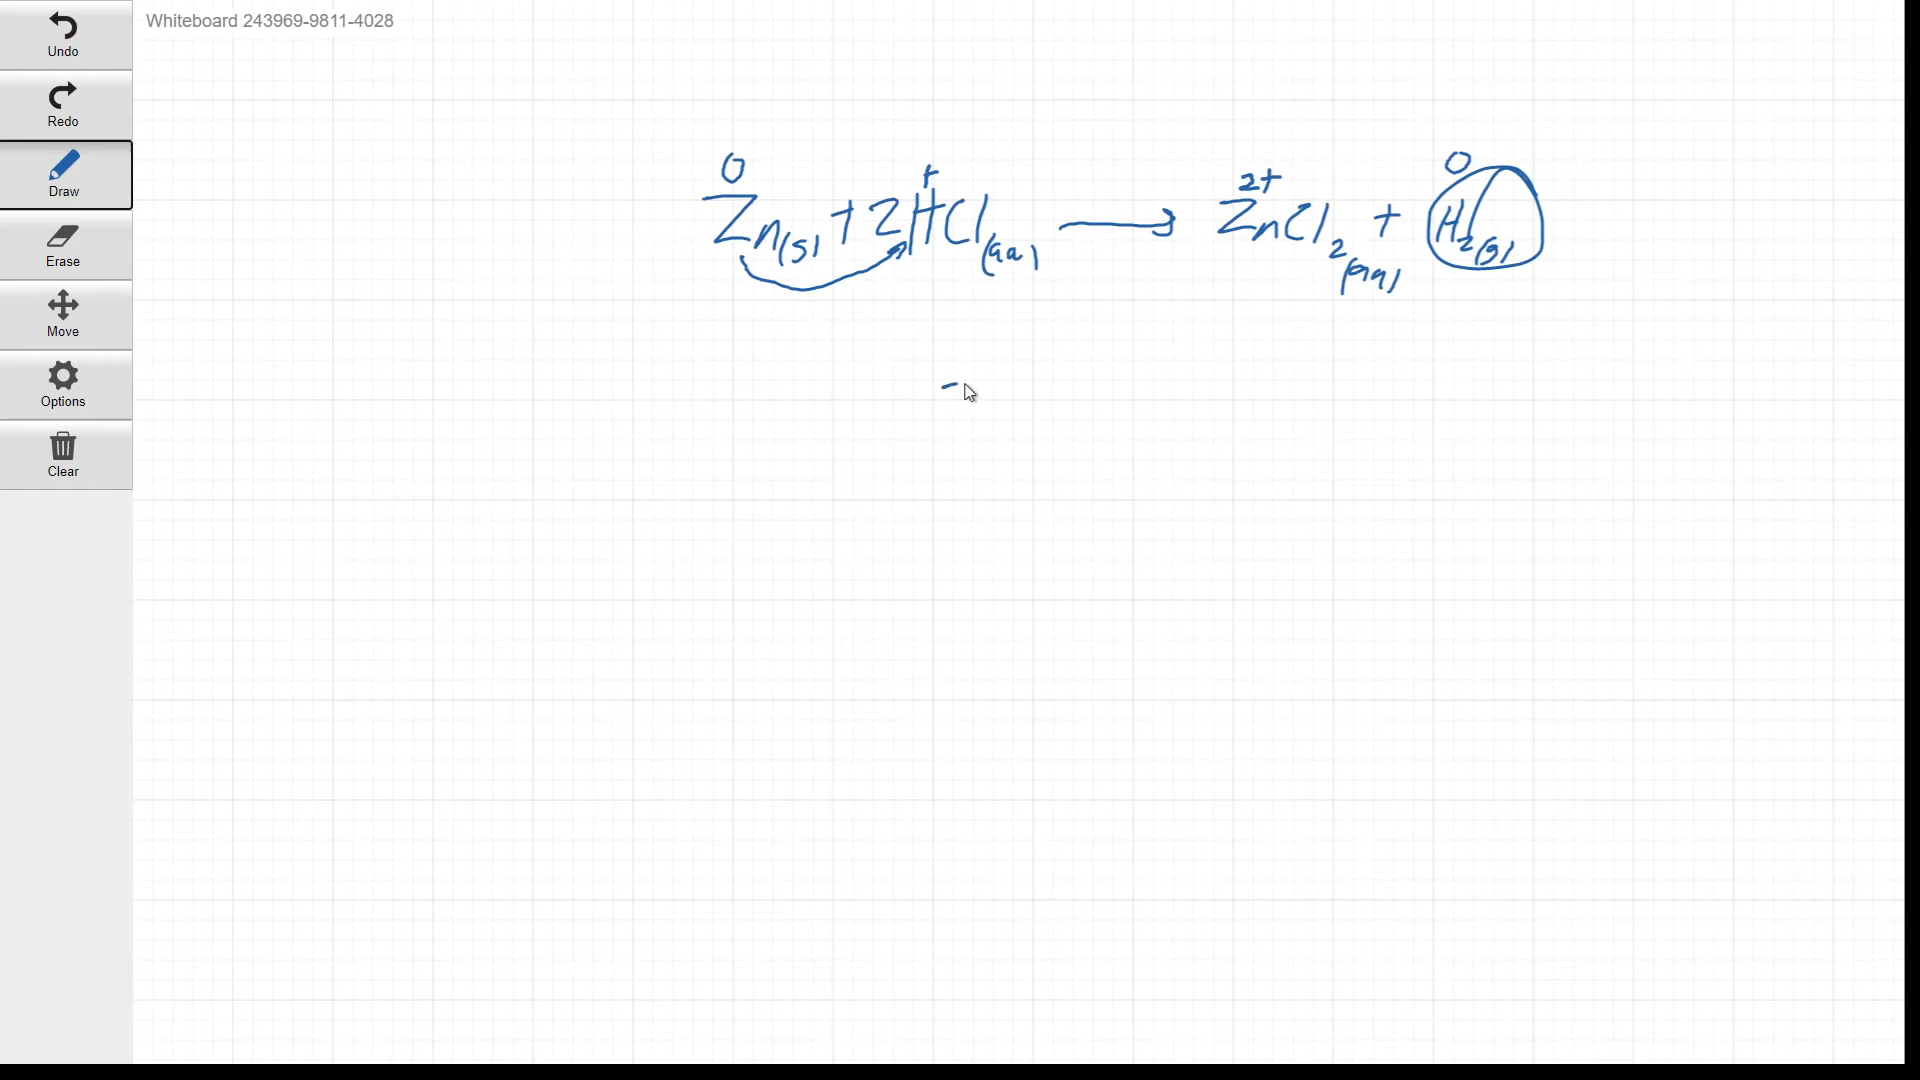 Whiteboard 243969-9811-4028
Undo
Redo
Draw
Erase
Move
Options
Clear
0 + 2+ 0
Zn(s) + 2HCl(aq) → ZnCl2(aq) + H2(g)
-